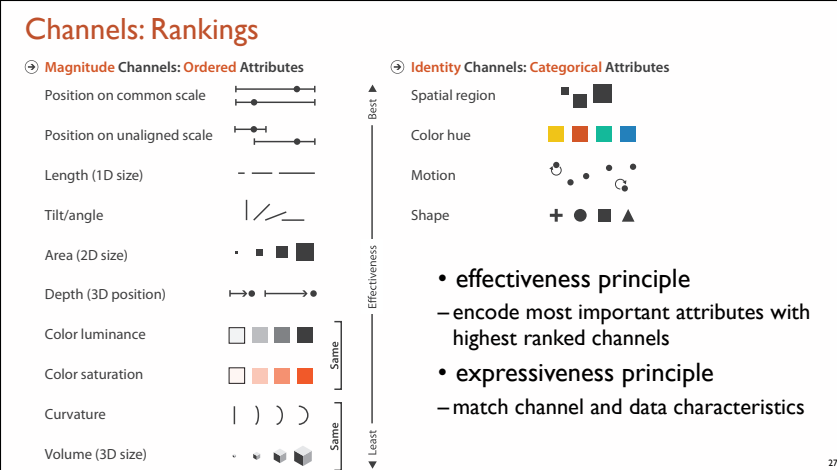 Channels: Rankings
Magnitude Channels: Ordered Attributes
Position on common scale
Position on unaligned scale
Length (1D size)
Tilt/angle
Area (2D size)
Depth (3D position)
Color luminance
Color saturation
Curvature
Volume (3D size)
Same
Same
Best
Effectiveness
Least
Identity Channels: Categorical Attributes
Spatial region
Color hue
Motion
Shape
• effectiveness principle
– encode most important attributes with
highest ranked channels
• expressiveness principle
– match channel and data characteristics
27